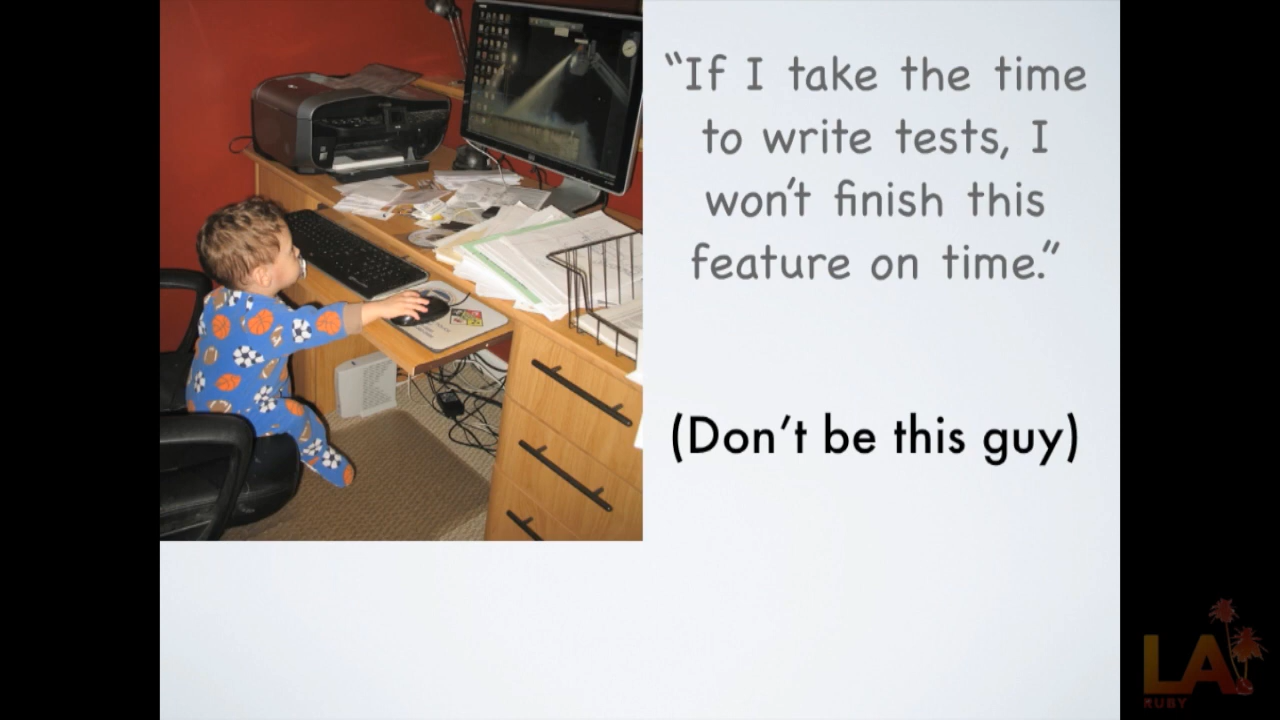 “If I take the time
to write tests, I
won’t finish this
feature on time.”
(Don’t be this guy)
LA
RUBY